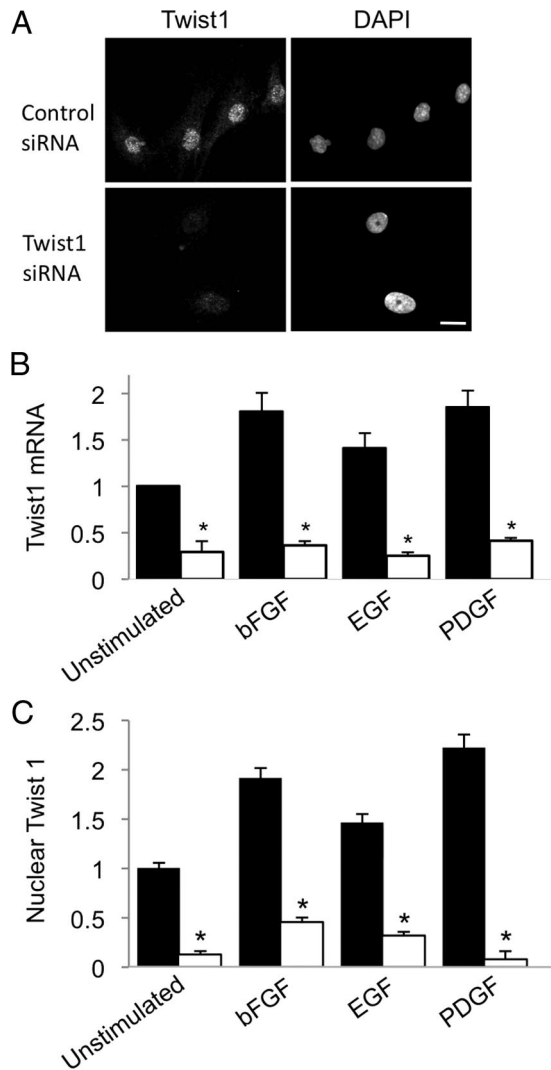 A
Twist1 DAPI
Control
siRNA
Twist1
siRNA
B
Twist1 mRNA
2
1.5
1
0.5
0
* * * *
Unstimulated bFGF EGF PDGF
C
Nuclear Twist 1
2.5
2
1.5
1
0.5
0
* * * *
Unstimulated bFGF EGF PDGF